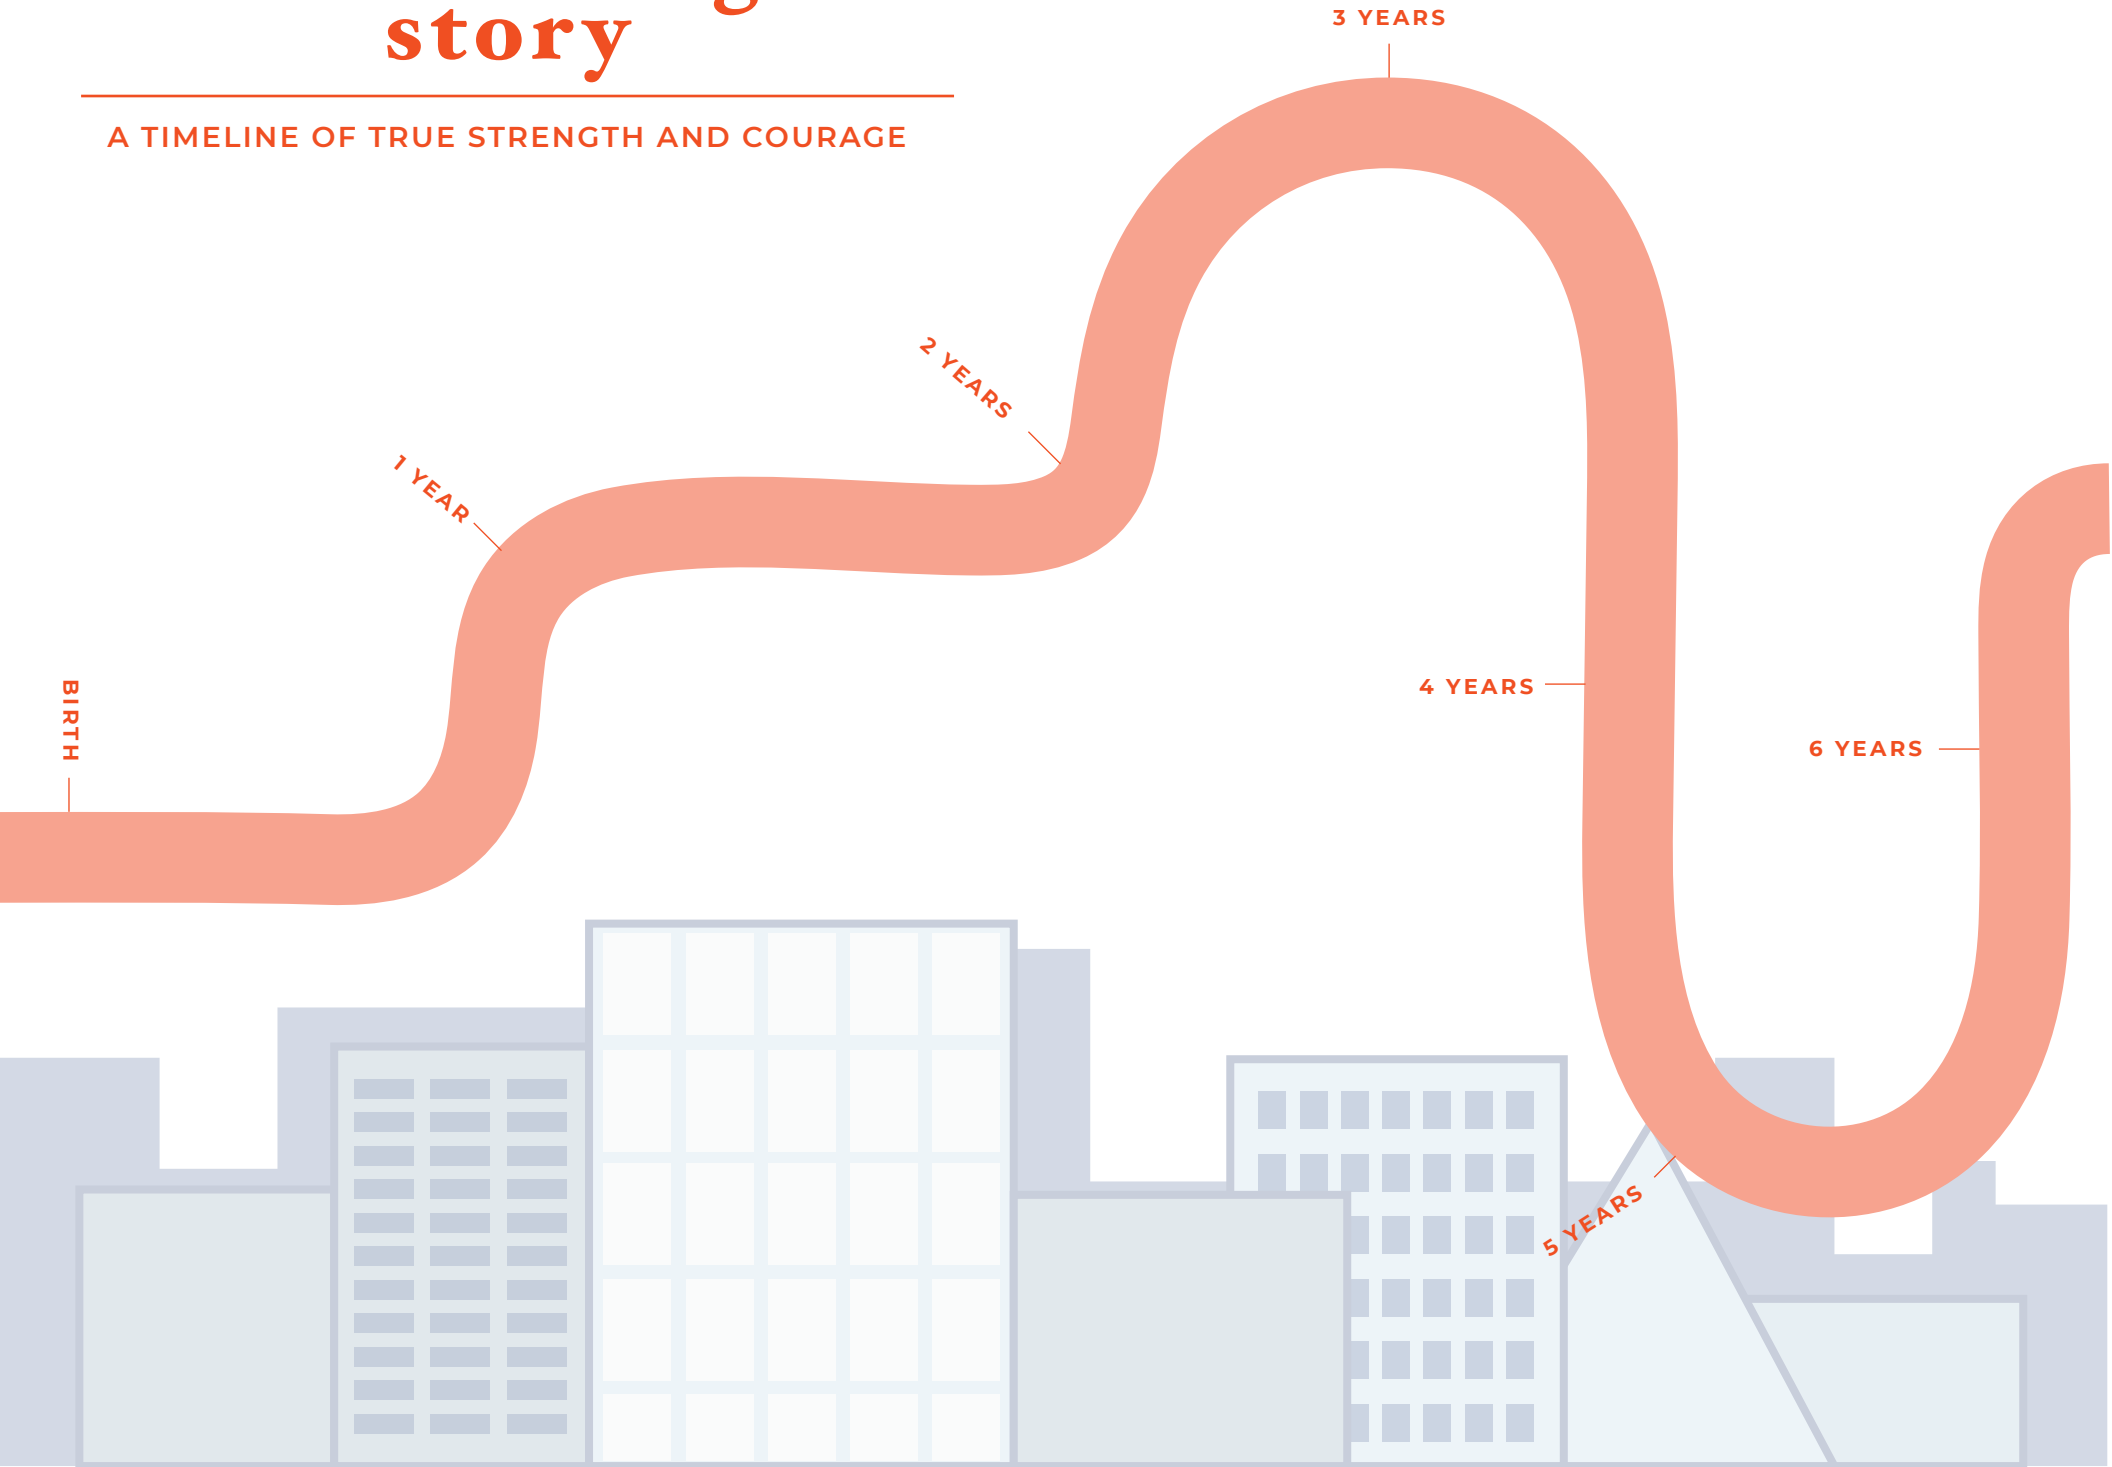 story
A TIMELINE OF TRUE STRENGTH AND COURAGE
BIRTH
1 YEAR
2 YEARS
3 YEARS
4 YEARS
5 YEARS
6 YEARS